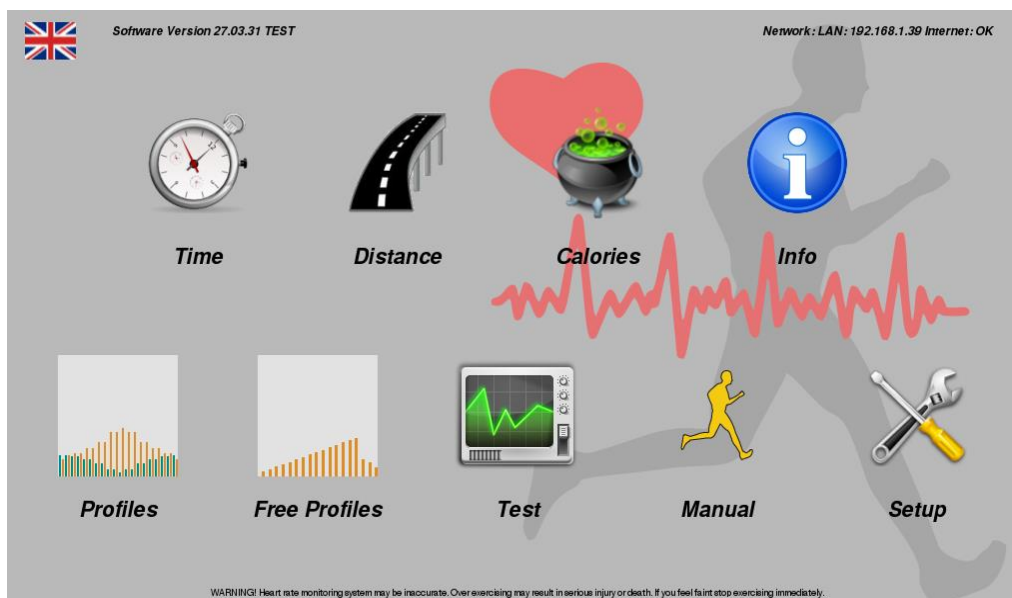 Software Version 27.03.31 TEST
Network: LAN: 192.168.1.39 Internet: OK
Time
Distance
Calories
Info
Profiles
Free Profiles
Test
Manual
Setup
WARNING! Heart rate monitoring system may be inaccurate. Over exercising may result in serious injury or death. If you feel faint stop exercising immediately.